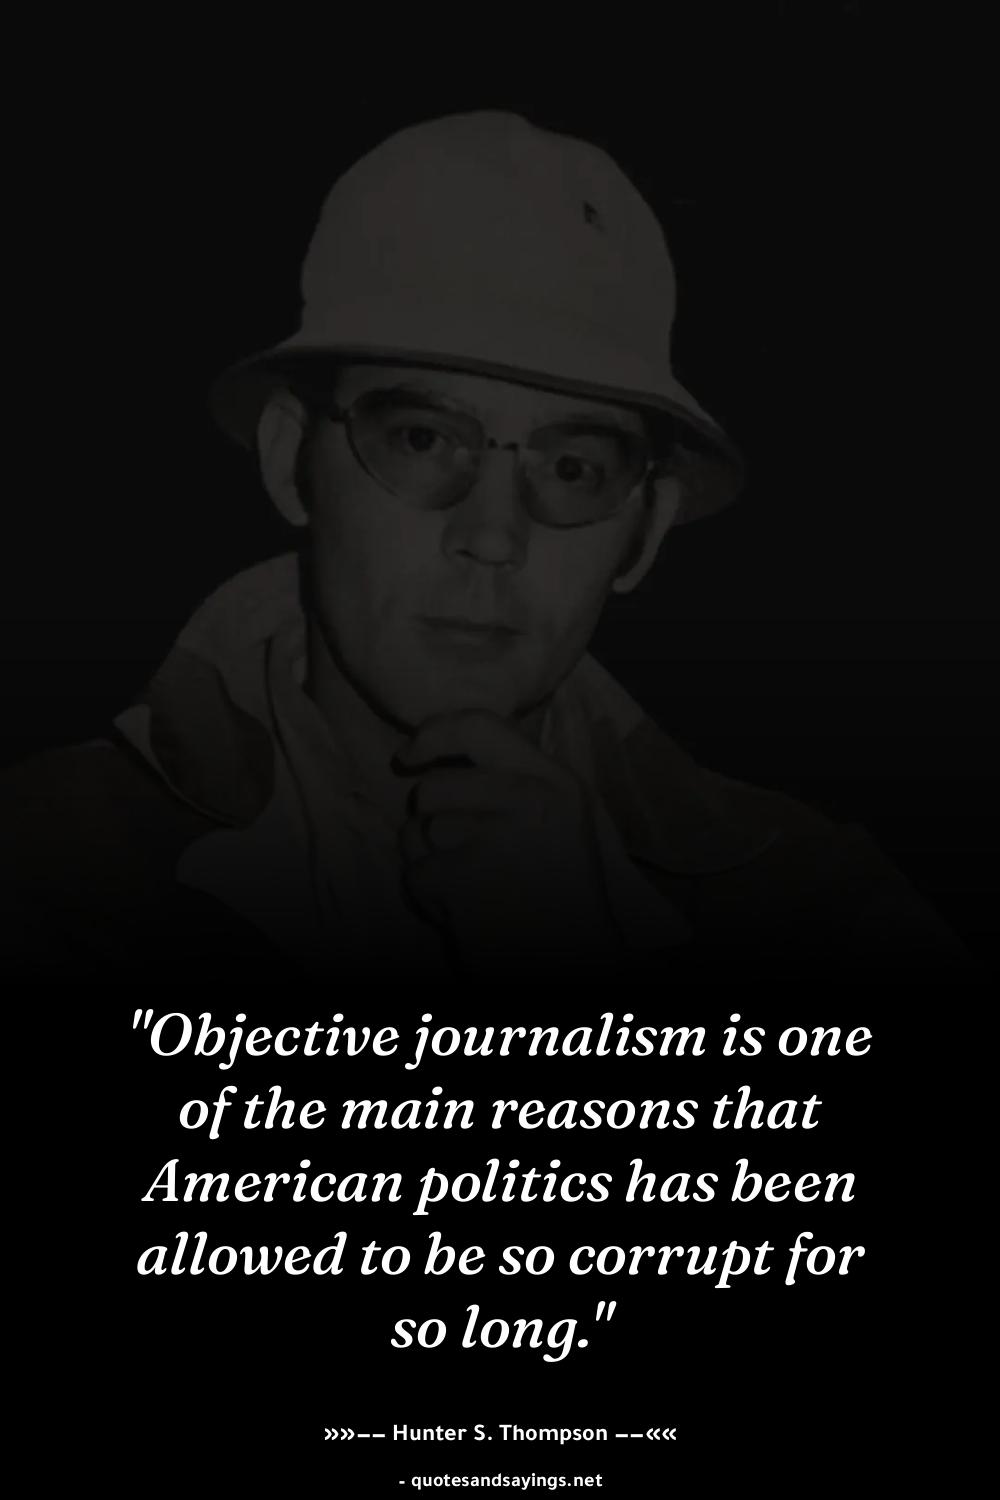 "Objective journalism is one
of the main reasons that
American politics has been
allowed to be so corrupt for
so long."
»»–– Hunter S. Thompson ––««
- quotesandsayings.net